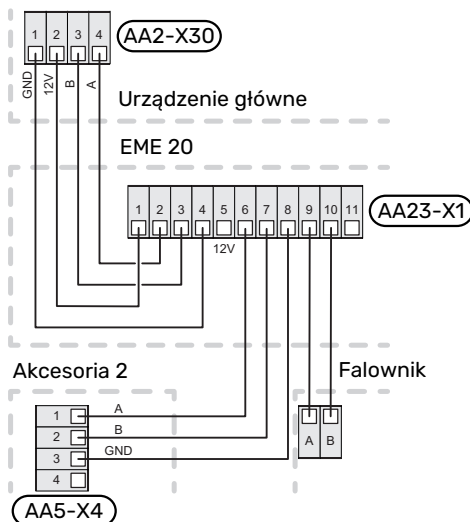 1 2 3 4
AA2-X30
GND 12V B A
Urządzenie główne
EME 20
1 2 3 4 5 6 7 8 9 10 11
AA23-X1
12V
Akcesoria 2
Falownik
1 A
2 B
3 GND
4
A B
AA5-X4